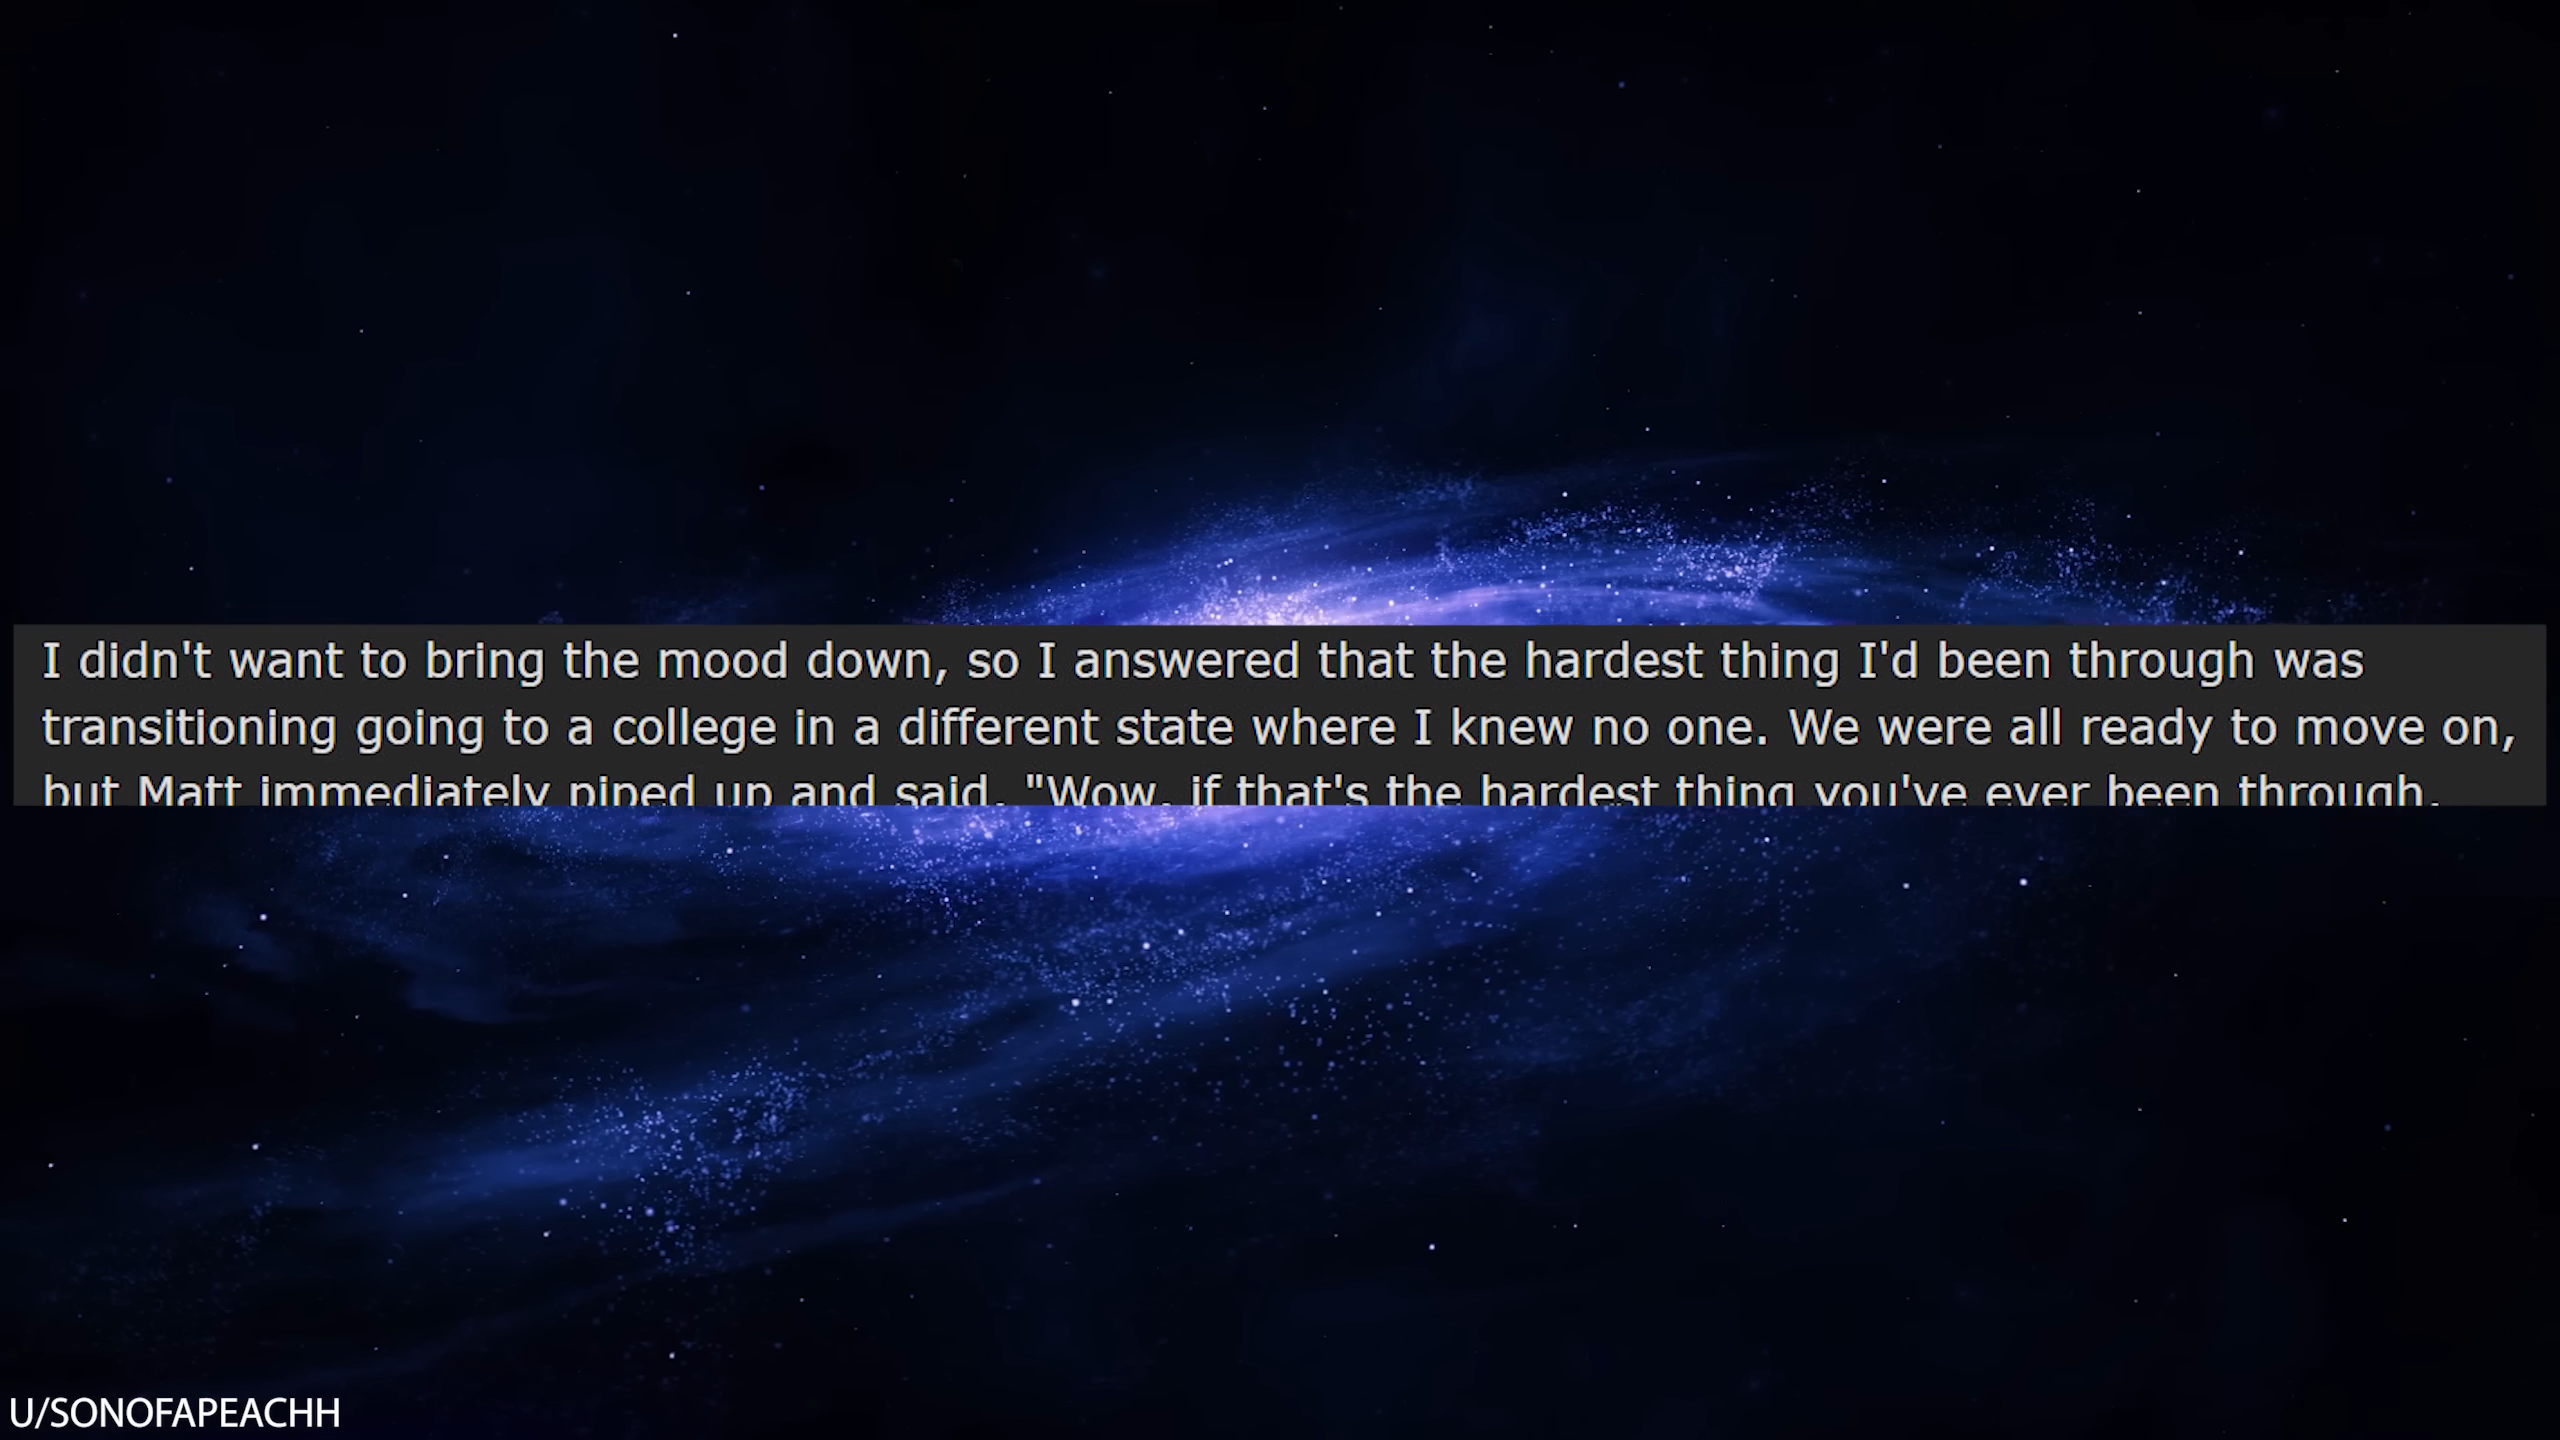 I didn't want to bring the mood down, so I answered that the hardest thing I'd been through was
transitioning going to a college in a different state where I knew no one. We were all ready to move on,
but Matt immediately piped up and said, "Wow, if that's the hardest thing you've ever been through,
U/SONOFAPEACHH